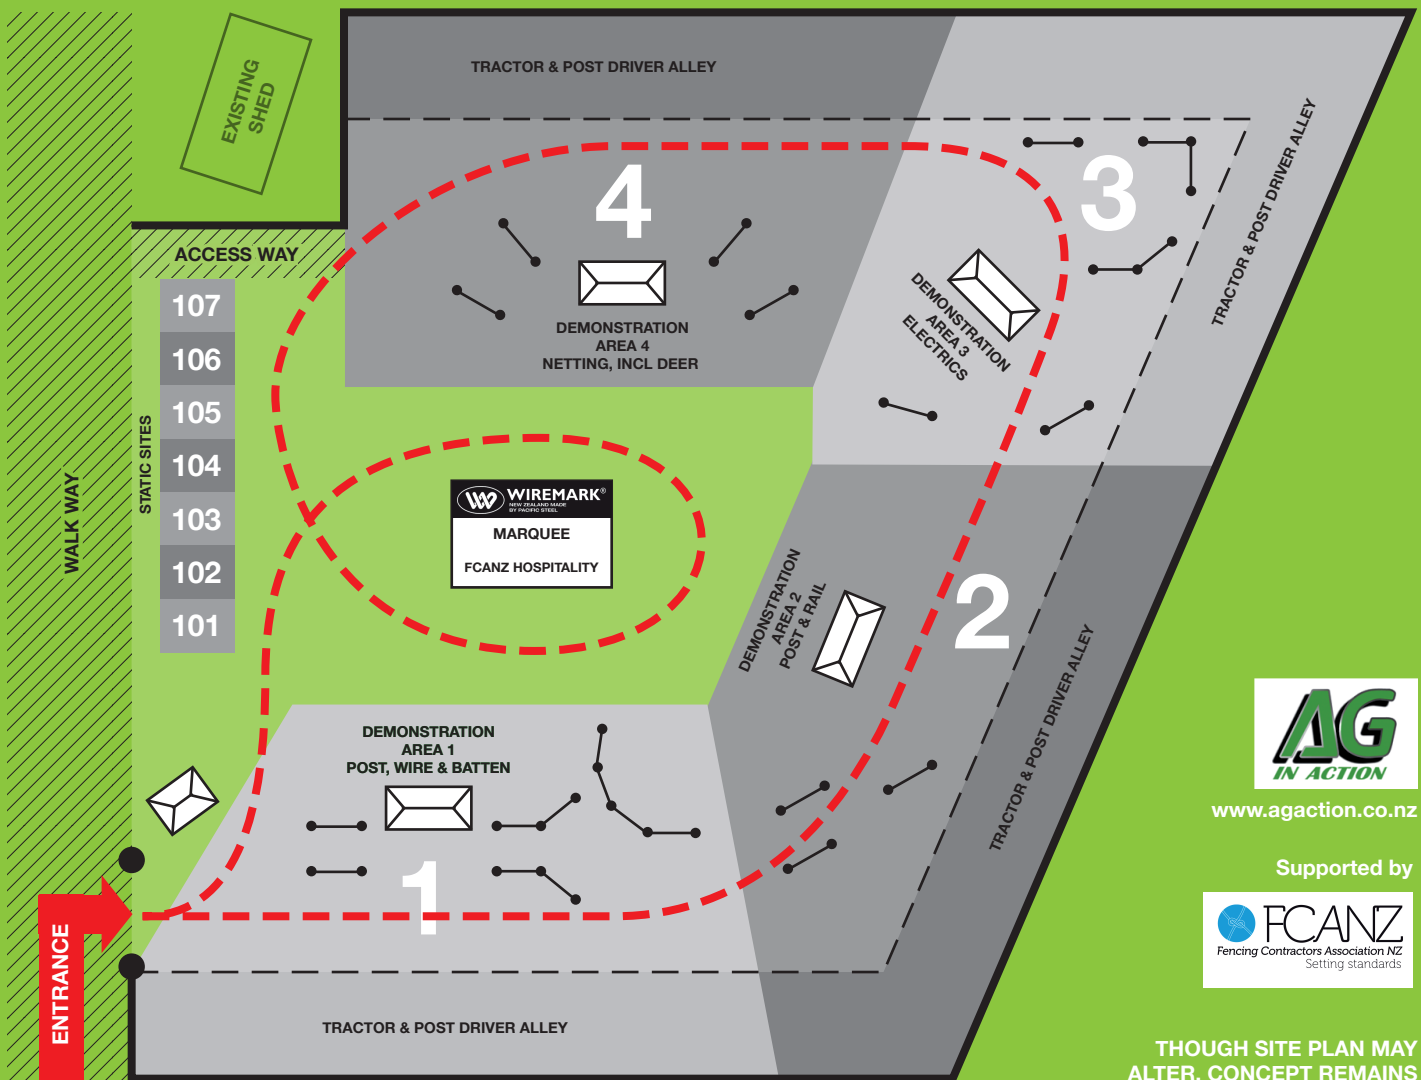 EXISTING
SHED
TRACTOR & POST DRIVER ALLEY
ACCESS WAY
107
106
105
104
103
102
101
STATIC SITES
WALK WAY
4
DEMONSTRATION
AREA 4
NETTING, INCL DEER
3
DEMONSTRATION
AREA 3
ELECTRICS
TRACTOR & POST DRIVER ALLEY
WIREMARK®
NEW ZEALAND MADE
BY PACIFIC STEEL
MARQUEE
FCANZ HOSPITALITY
DEMONSTRATION
AREA 2
POST & RAIL
2
TRACTOR & POST DRIVER ALLEY
DEMONSTRATION
AREA 1
POST, WIRE & BATTEN
1
TRACTOR & POST DRIVER ALLEY
ENTRANCE
AG
IN ACTION
www.agaction.co.nz
Supported by
FCANZ
Fencing Contractors Association NZ
Setting standards
THOUGH SITE PLAN MAY
ALTER, CONCEPT REMAINS